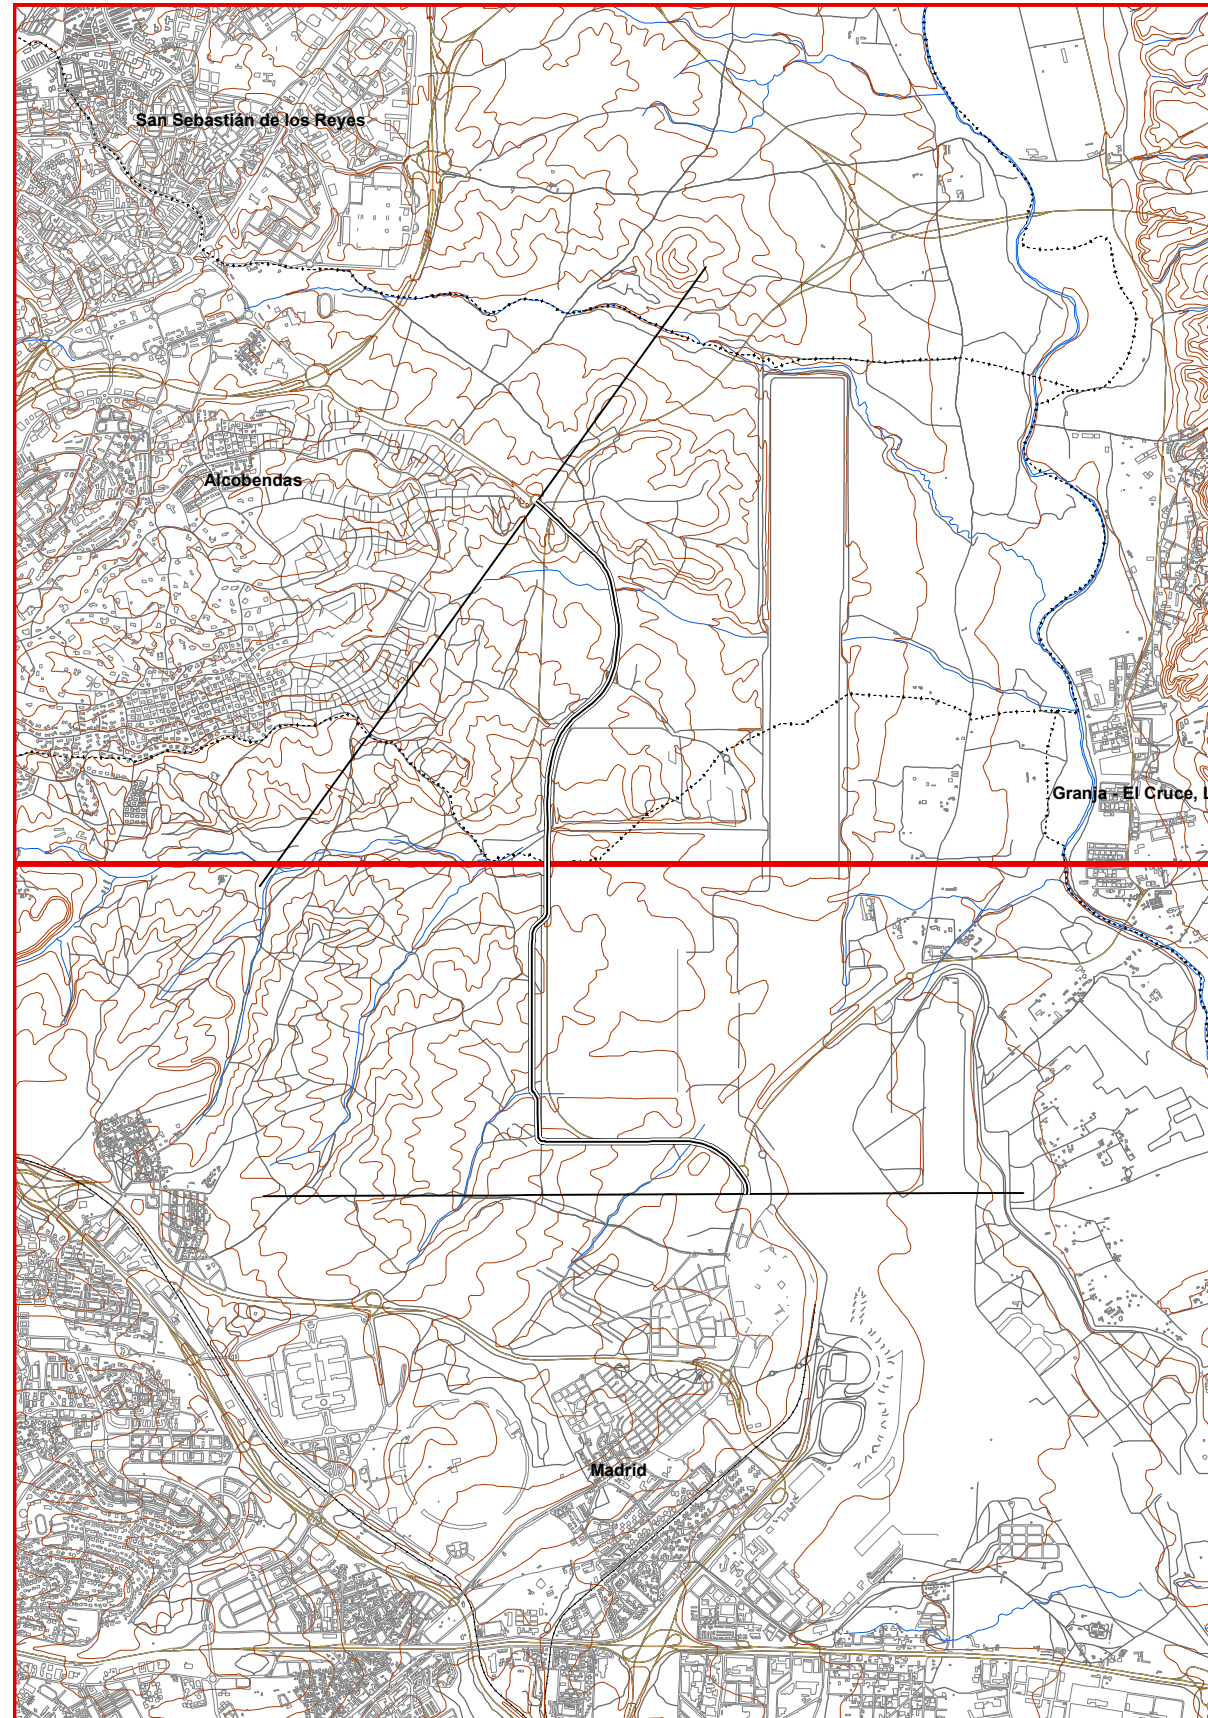 San Sebastián de los Reyes
Alcobendas
Granja - El Cruce, L
Madrid